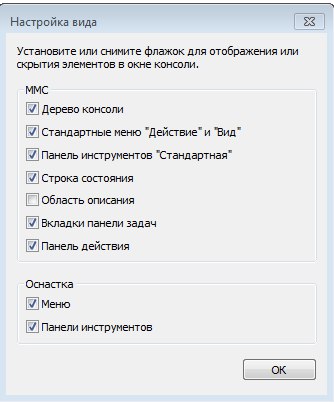 Настройка вида
Установите или снимите флажок для отображения или
скрытия элементов в окне консоли.
MMC
Дерево консоли
Стандартные меню "Действие" и "Вид"
Панель инструментов "Стандартная"
Строка состояния
Область описания
Вкладки панели задач
Панель действия
Оснастка
Меню
Панели инструментов
ОК